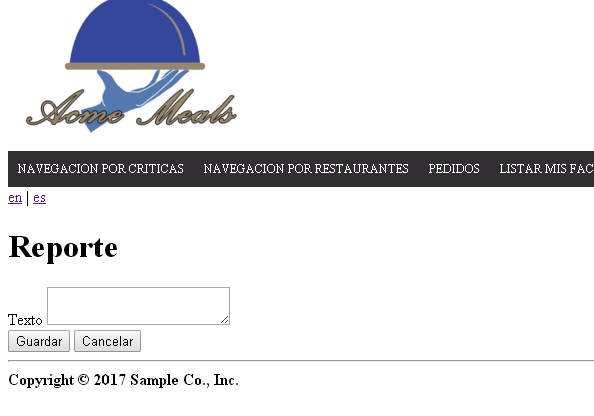 Acme Meals
NAVEGACION POR CRITICAS NAVEGACION POR RESTAURANTES PEDIDOS LISTAR MIS FAC
en | es
Reporte
Texto
Guardar Cancelar
Copyright © 2017 Sample Co., Inc.